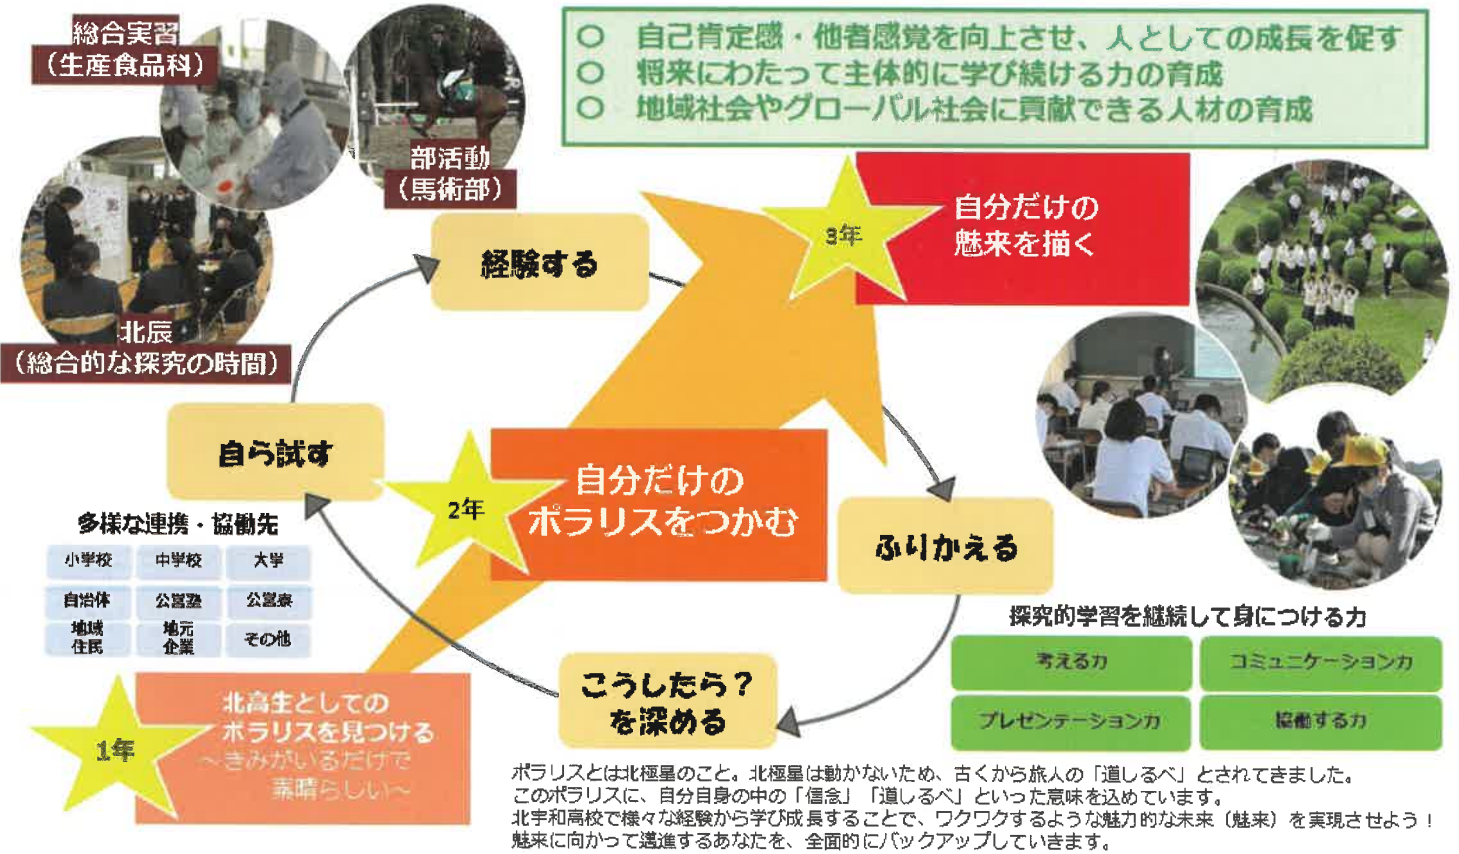 総合実習
（生産食品科）
部活動
（馬術部）
北辰
（総合的な探究の時間）
○ 自己肯定感・他者感覚を向上させ、人としての成長を促す
○ 将来にわたって主体的に学び続ける力の育成
○ 地域社会やグローバル社会に貢献できる人材の育成
3年
自分だけの
魅来を描く
経験する
自ら試す
2年
自分だけの
ポラリスをつかむ
ふりかえる
こうしたら？
を深める
多様な連携・協働先
小学校 中学校 大学
自治体 公営塾 公営寮
地域
住民
地元
企業
その他
1年
北高生としての
ポラリスを見つける
～きみがいるだけで
素晴らしい～
探究的学習を継続して身につける力
考える力 コミュニケーション力
プレゼンテーション力 協働する力
ポラリスとは北極星のこと。北極星は動かないため、古くから旅人の「道しるべ」とされてきました。
このポラリスに、自分自身の中の「信念」「道しるべ」といった意味を込めています。
北宇和高校で様々な経験から学び成長することで、ワクワクするような魅力的な未来（魅来）を実現させよう！
魅来に向かって邁進するあなたを、全面的にバックアップしていきます。